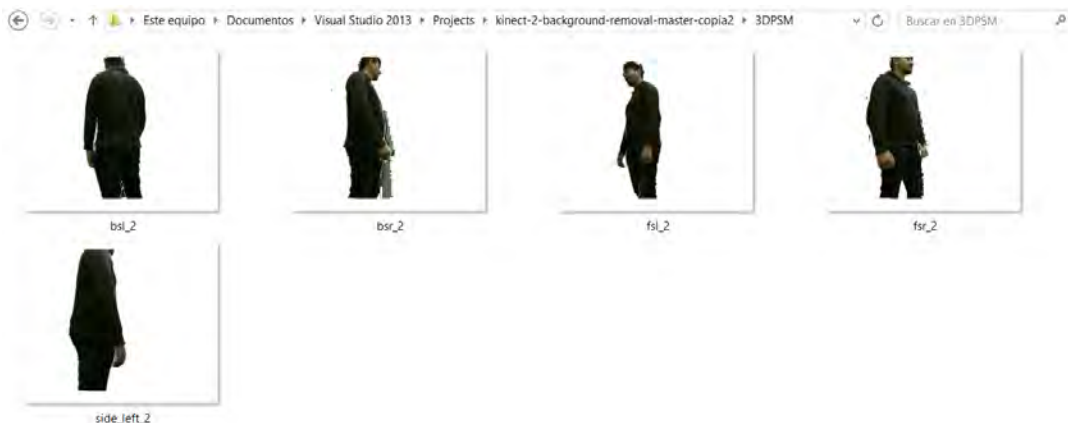 Este equipo ▸ Documentos ▸ Visual Studio 2013 ▸ Projects ▸ kinect-2-background-removal-master-copia2 ▸ 3DPSM
Buscar en 3DPSM
bsl_2
bsr_2
fsl_2
fsr_2
side_left_2